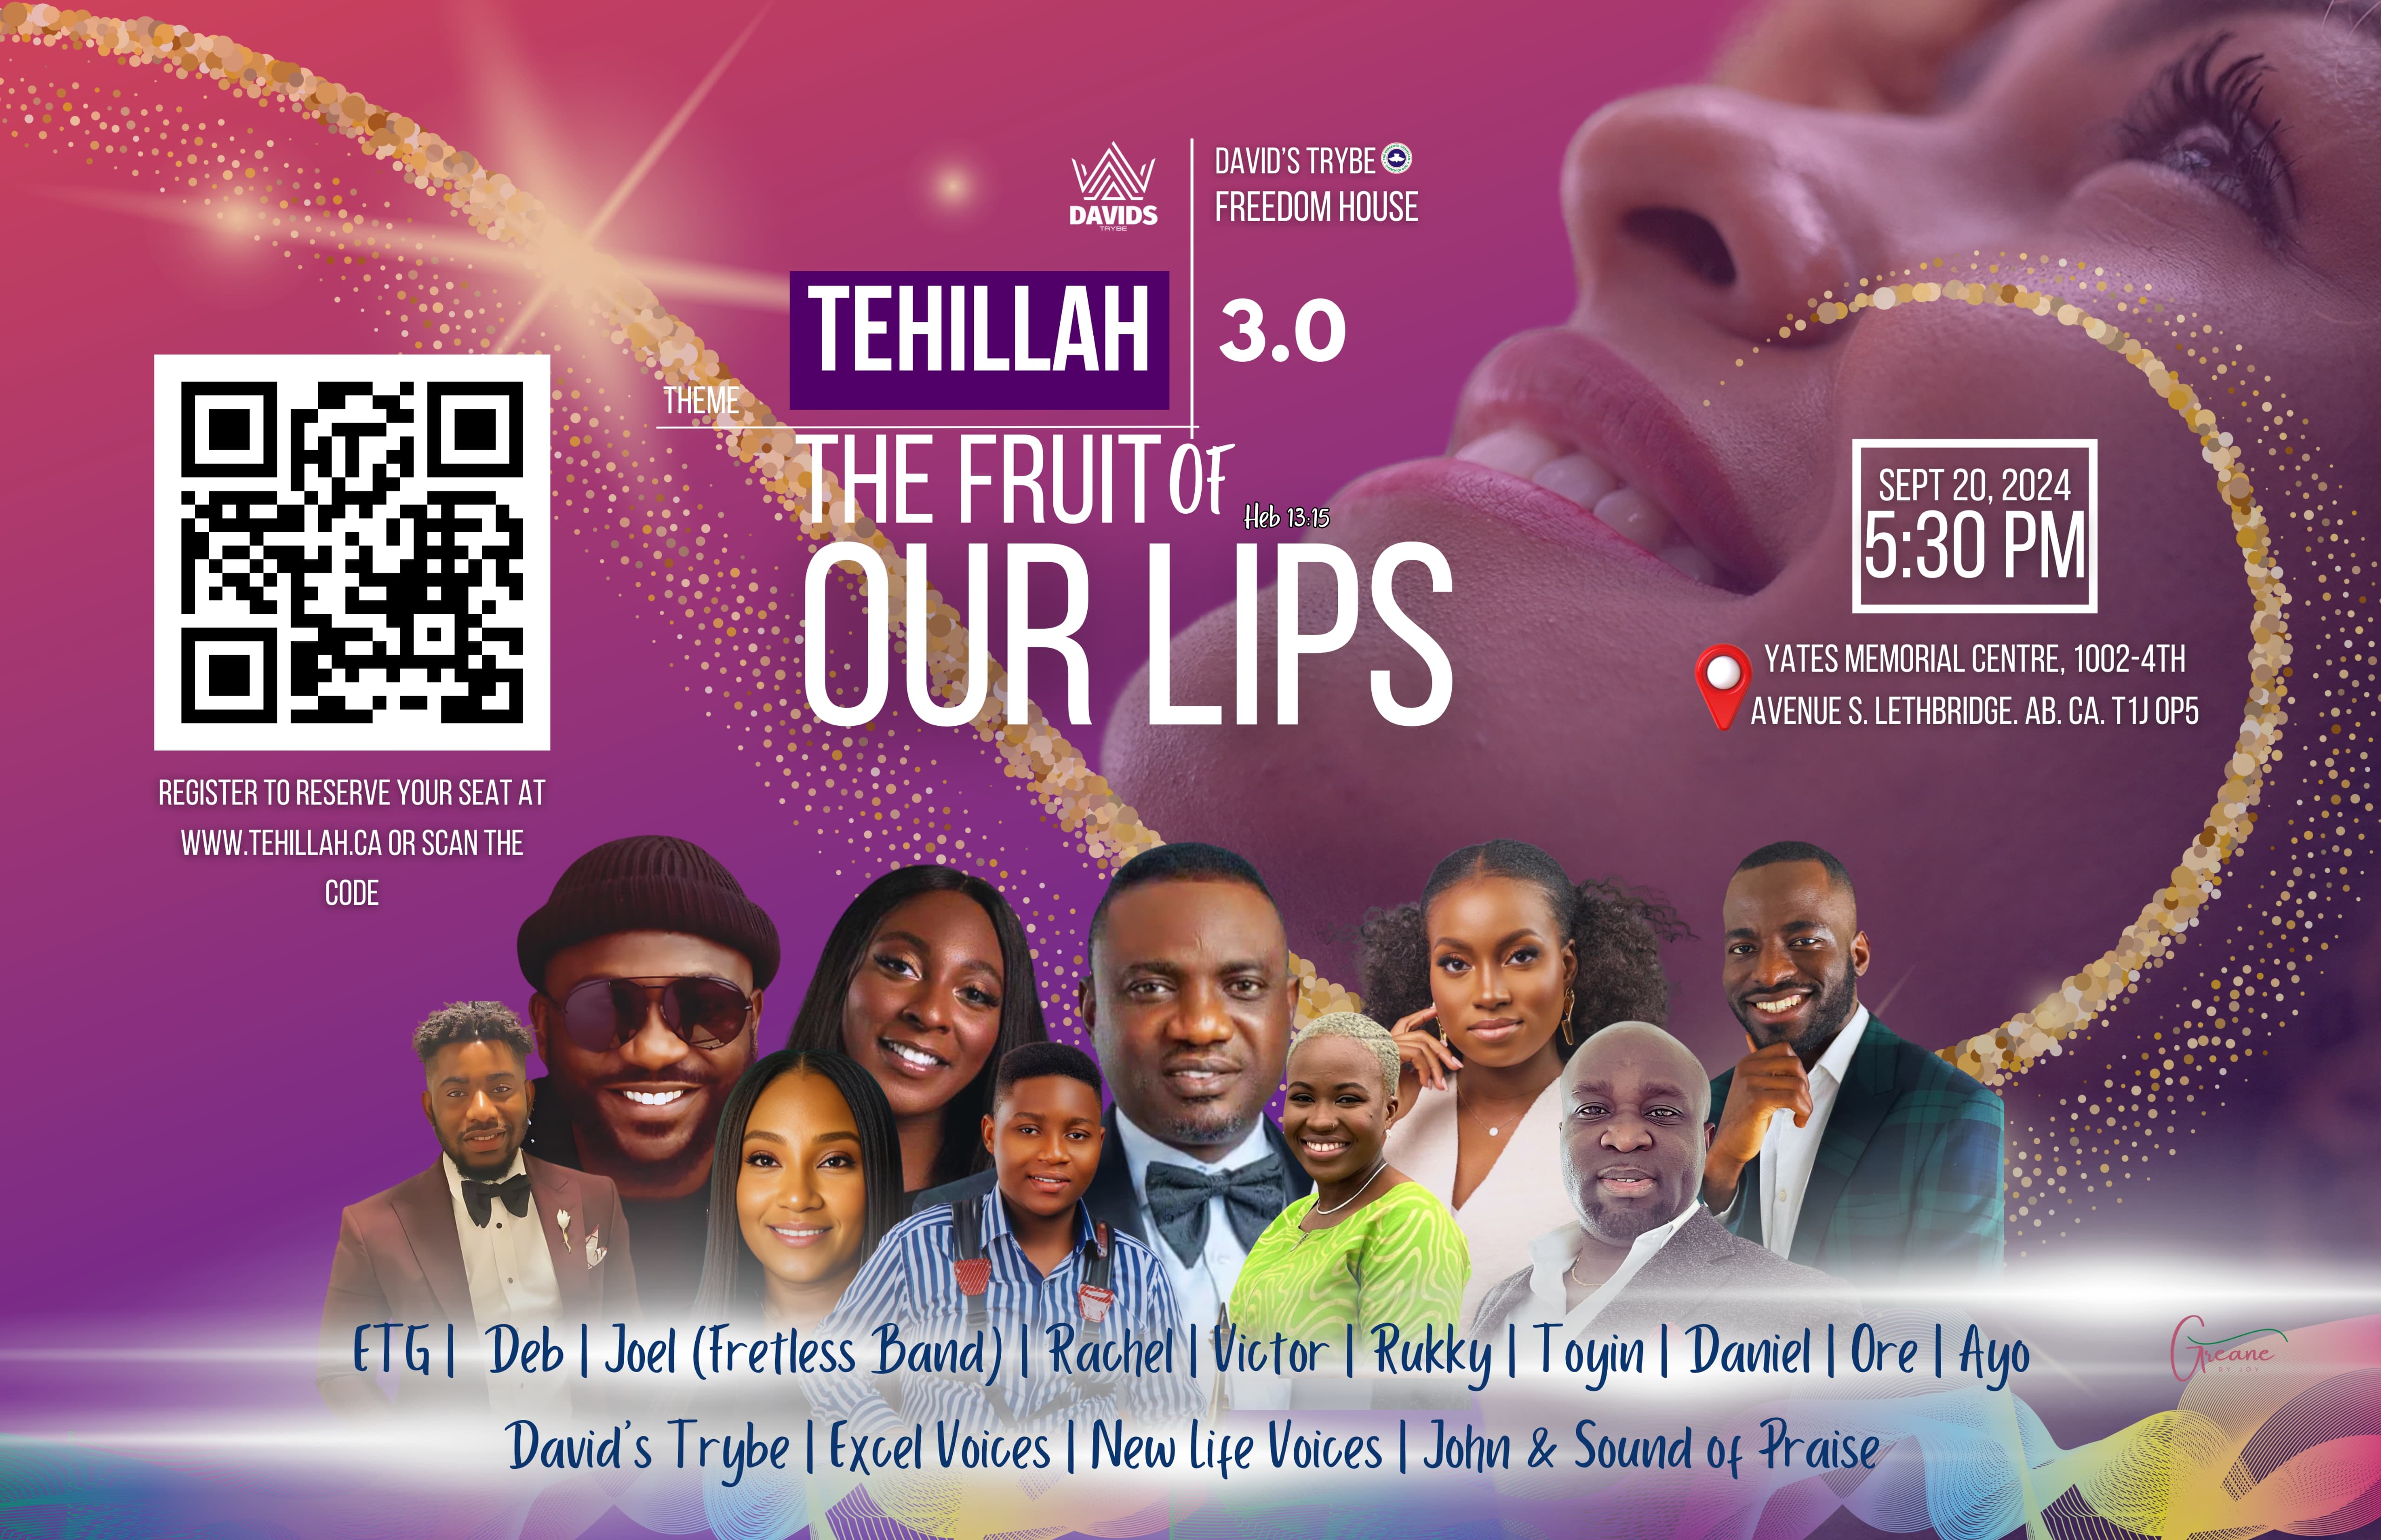 DAVIDS
TRYBE
DAVID'S TRYBE
FREEDOM HOUSE
TEHILLAH
3.0
THEME
THE FRUIT OF
Heb 13:15
OUR LIPS
SEPT 20, 2024
5:30 PM
YATES MEMORIAL CENTRE, 1002-4TH
AVENUE S. LETHBRIDGE. AB. CA. T1J 0P5
REGISTER TO RESERVE YOUR SEAT AT
WWW.TEHILLAH.CA OR SCAN THE
CODE
ETG | Deb | Joel (Fretless Band) | Rachel | Victor | Rukky | Toyin | Daniel | Ore | Ayo
David's Trybe | Excel Voices | New Life Voices | John & Sound of Praise
Greane
BY JOY